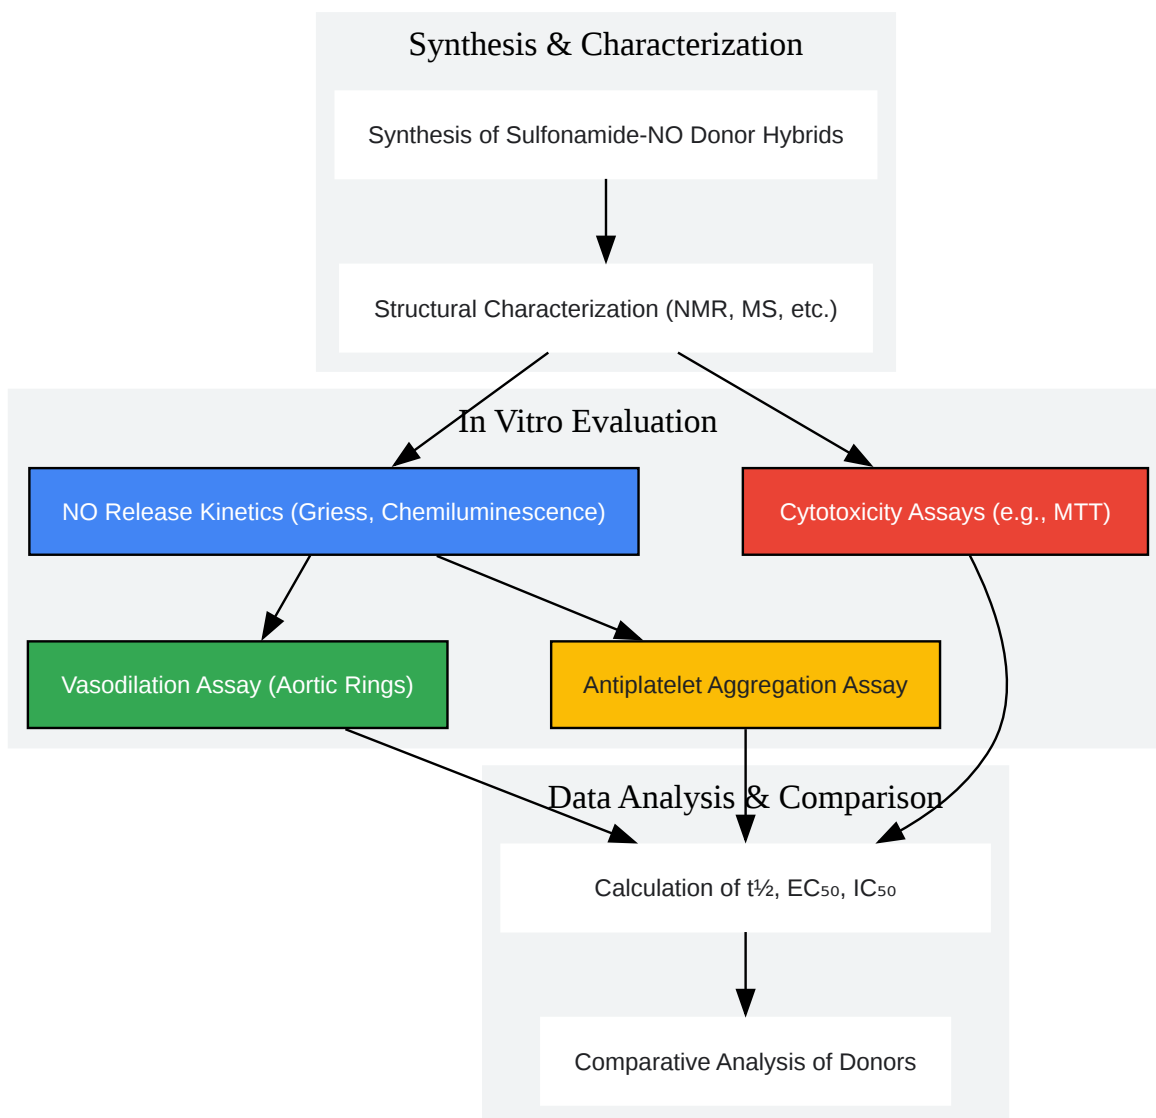 Synthesis & Characterization
Synthesis of Sulfonamide-NO Donor Hybrids
Structural Characterization (NMR, MS, etc.)
In Vitro Evaluation
NO Release Kinetics (Griess, Chemiluminescence)
Cytotoxicity Assays (e.g., MTT)
Vasodilation Assay (Aortic Rings)
Antiplatelet Aggregation Assay
Data Analysis & Comparison
Calculation of t½, EC₅₀, IC₅₀
Comparative Analysis of Donors